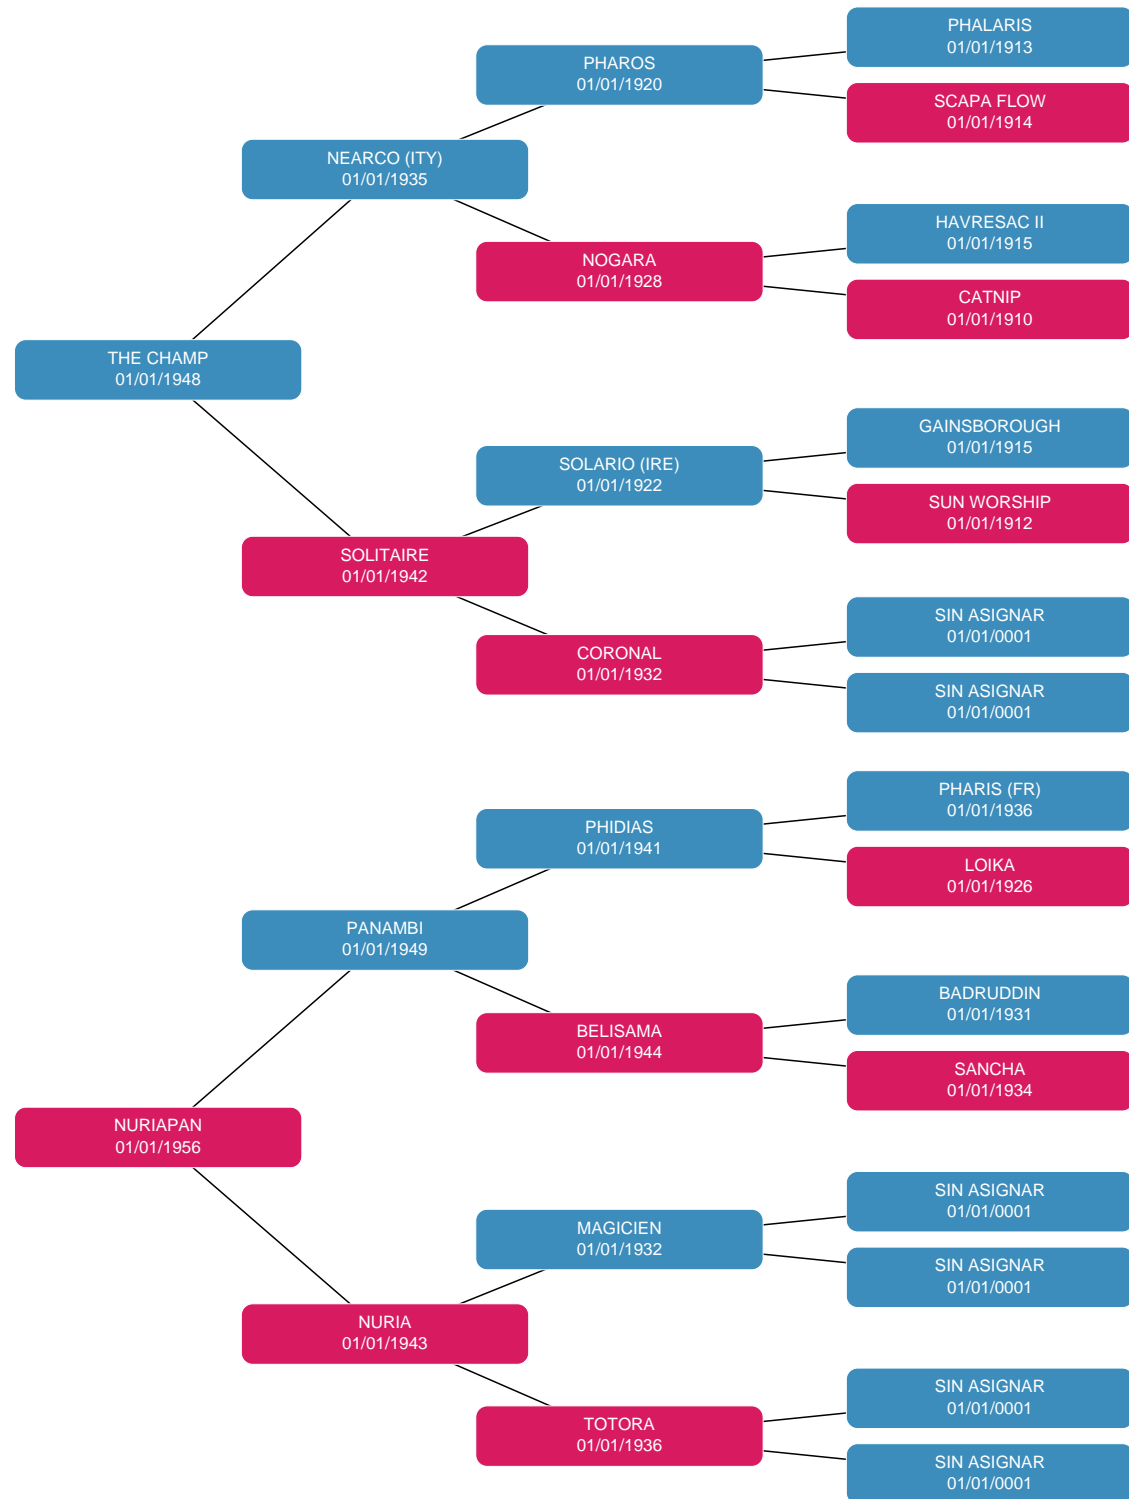 PHALARIS
01/01/1913
PHAROS
01/01/1920
SCAPA FLOW
01/01/1914
NEARCO (ITY)
01/01/1935
HAVRESAC II
01/01/1915
NOGARA
01/01/1928
CATNIP
01/01/1910
THE CHAMP
01/01/1948
GAINSBOROUGH
01/01/1915
SOLARIO (IRE)
01/01/1922
SUN WORSHIP
01/01/1912
SOLITAIRE
01/01/1942
SIN ASIGNAR
01/01/0001
CORONAL
01/01/1932
SIN ASIGNAR
01/01/0001
PHARIS (FR)
01/01/1936
PHIDIAS
01/01/1941
LOIKA
01/01/1926
PANAMBI
01/01/1949
BADRUDDIN
01/01/1931
BELISAMA
01/01/1944
SANCHA
01/01/1934
NURIAPAN
01/01/1956
SIN ASIGNAR
01/01/0001
MAGICIEN
01/01/1932
SIN ASIGNAR
01/01/0001
NURIA
01/01/1943
SIN ASIGNAR
01/01/0001
TOTORA
01/01/1936
SIN ASIGNAR
01/01/0001